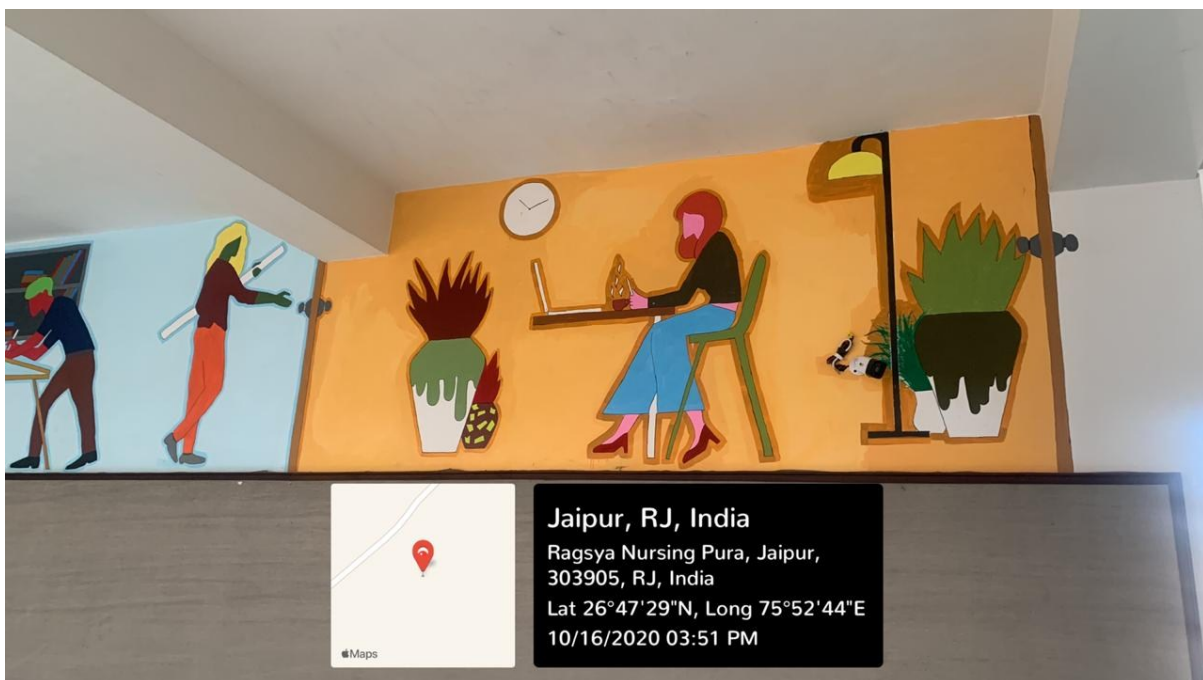 Maps
Jaipur, RJ, India
Ragsya Nursing Pura, Jaipur,
303905, RJ, India
Lat 26°47'29"N, Long 75°52'44"E
10/16/2020 03:51 PM